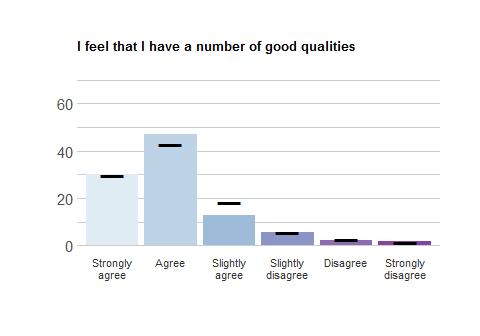 I feel that I have a number of good qualities
60
40
20
0
Strongly agree
Agree
Slightly agree
Slightly disagree
Disagree
Strongly disagree